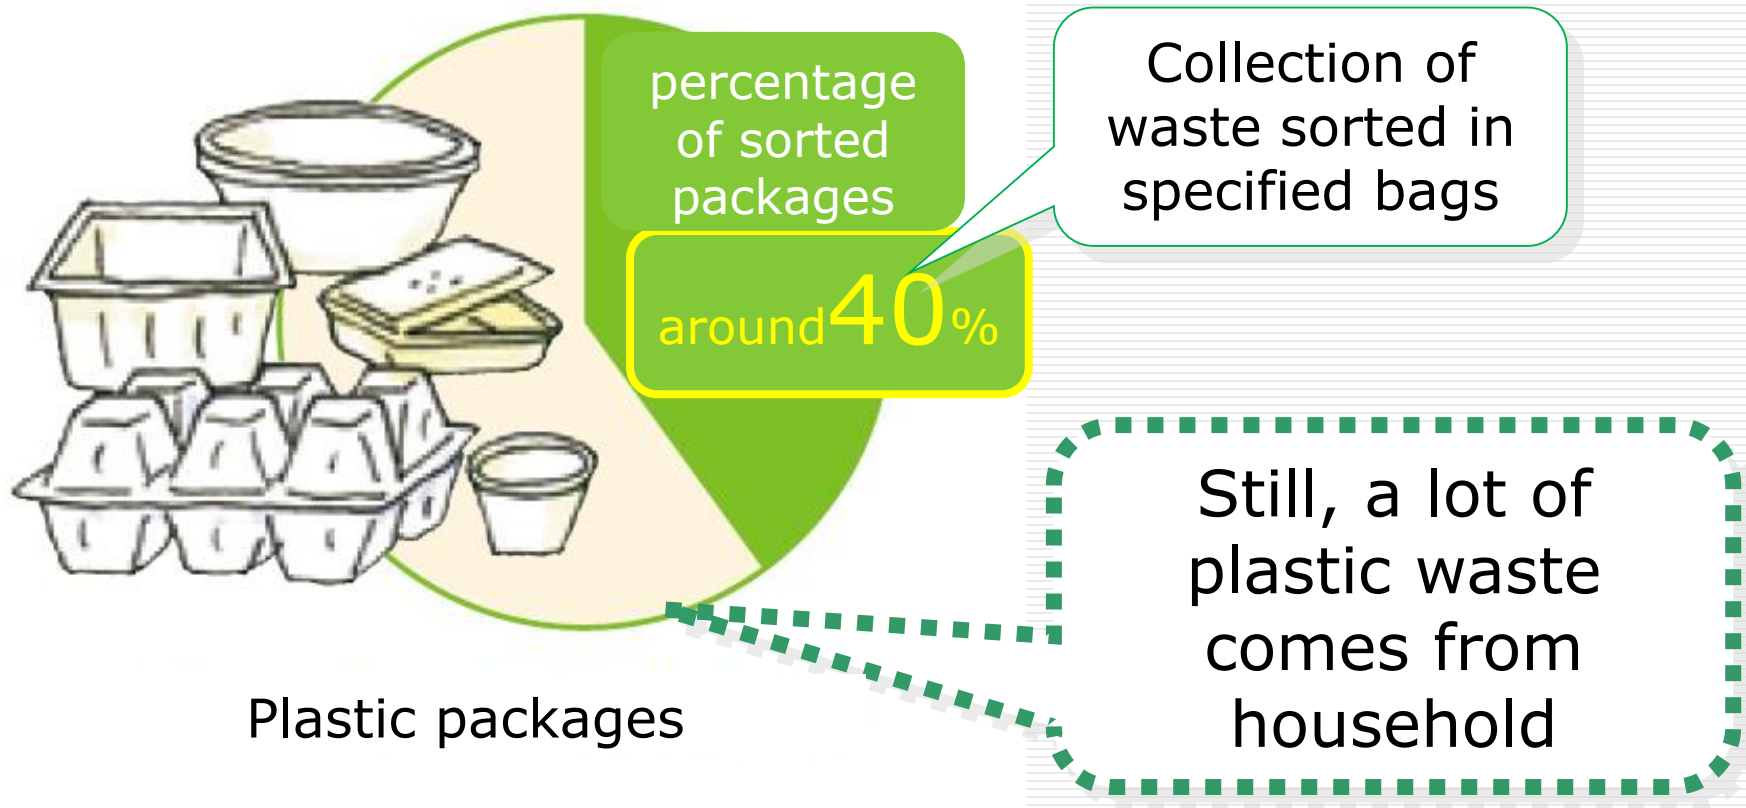 percentage
of sorted
packages
around40%
Collection of
waste sorted in
specified bags
Still, a lot of
plastic waste
comes from
household
Plastic packages